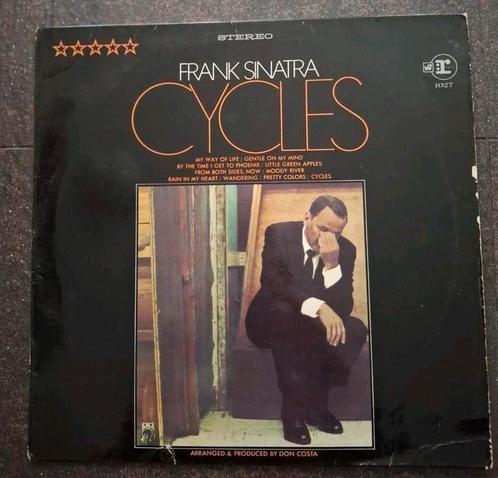 STEREO
FRANK SINATRA
CYCLES
r
1027
MY WAY OF LIFE / GENTLE ON MY MIND
BY THE TIME I GET TO PHOENIX / LITTLE GREEN APPLES
FROM BOTH SIDES, NOW / MOODY RIVER
RAIN IN MY HEART / WANDERING / PRETTY COLORS / CYCLES
ARRANGED & PRODUCED BY DON COSTA